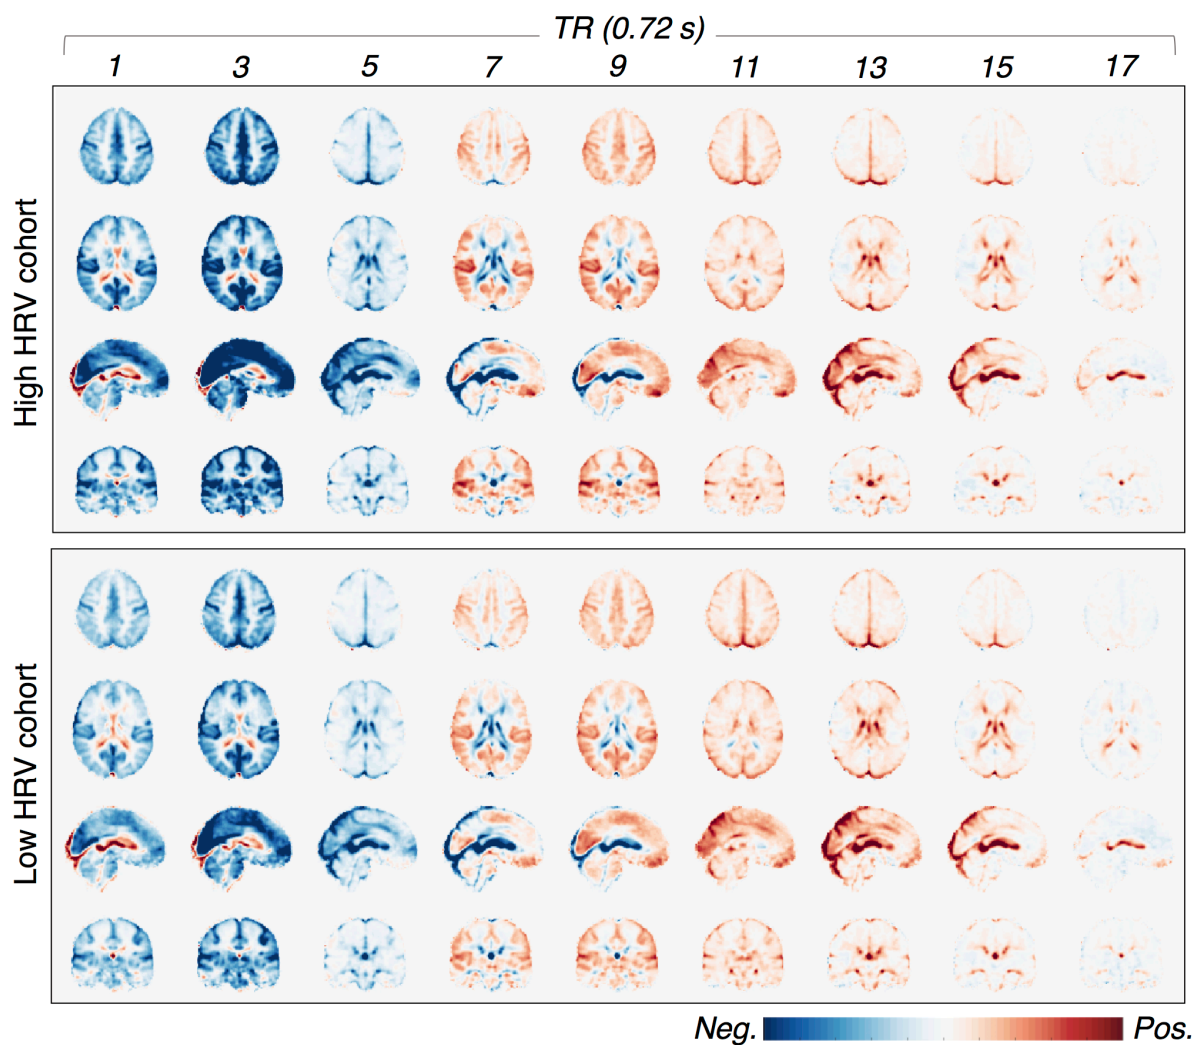 TR (0.72 s)
1 3 5 7 9 11 13 15 17
High HRV cohort
Low HRV cohort
Neg. Pos.